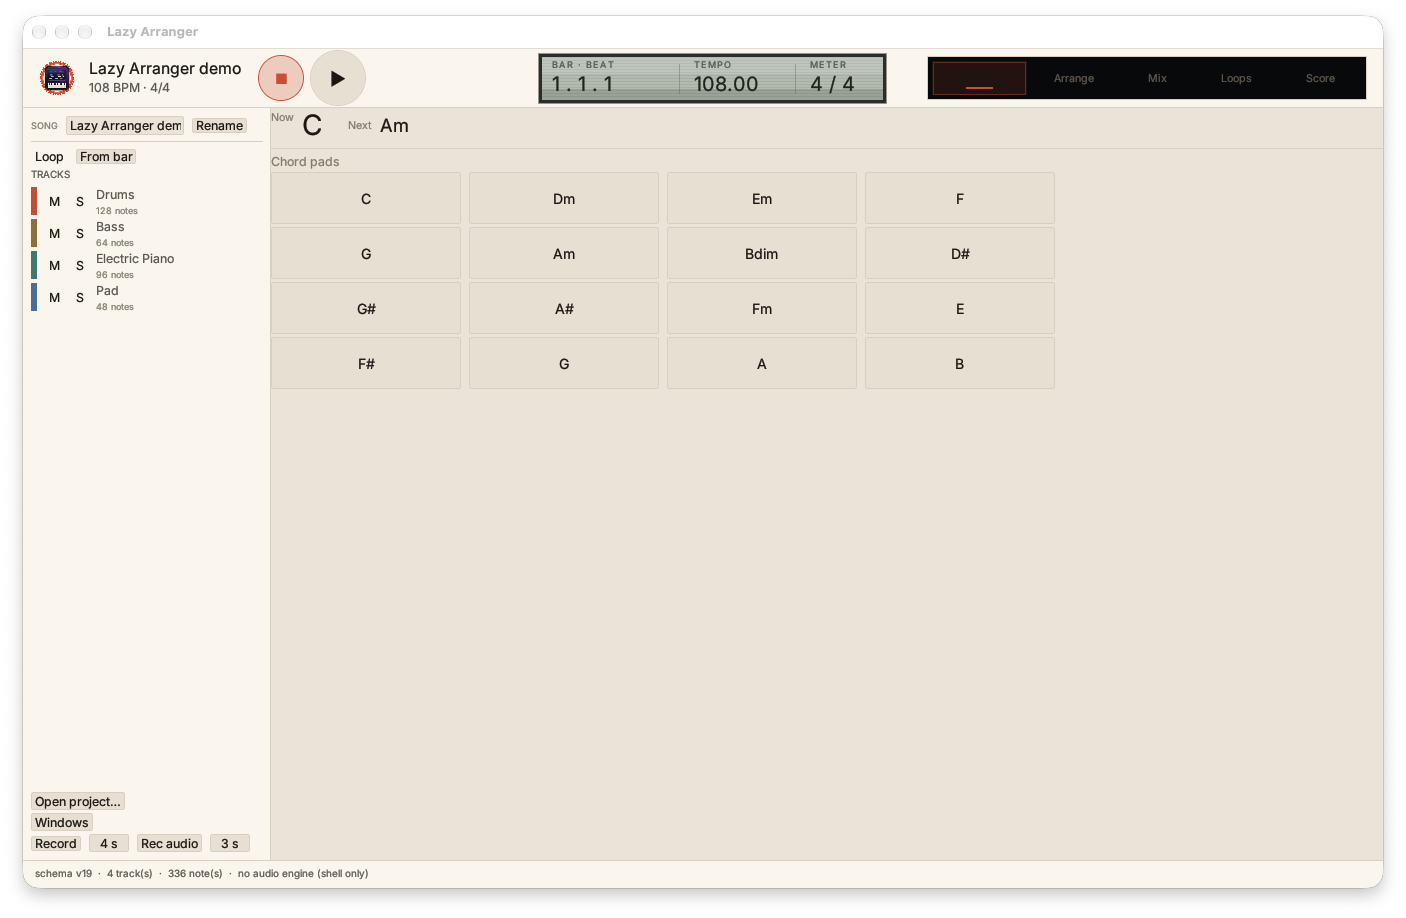 Lazy Arranger
Lazy Arranger demo
108 BPM · 4/4
BAR · BEAT
1 . 1 . 1
TEMPO
108.00
METER
4 / 4
Arrange
Mix
Loops
Score
SONG
Lazy Arranger dem
Rename
Loop
From bar
TRACKS
M S Drums
128 notes
M S Bass
64 notes
M S Electric Piano
96 notes
M S Pad
48 notes
Open project...
Windows
Record 4 s Rec audio 3 s
Now C Next Am
Chord pads
C Dm Em F
G Am Bdim D#
G# A# Fm E
F# G A B
schema v19 · 4 track(s) · 336 note(s) · no audio engine (shell only)